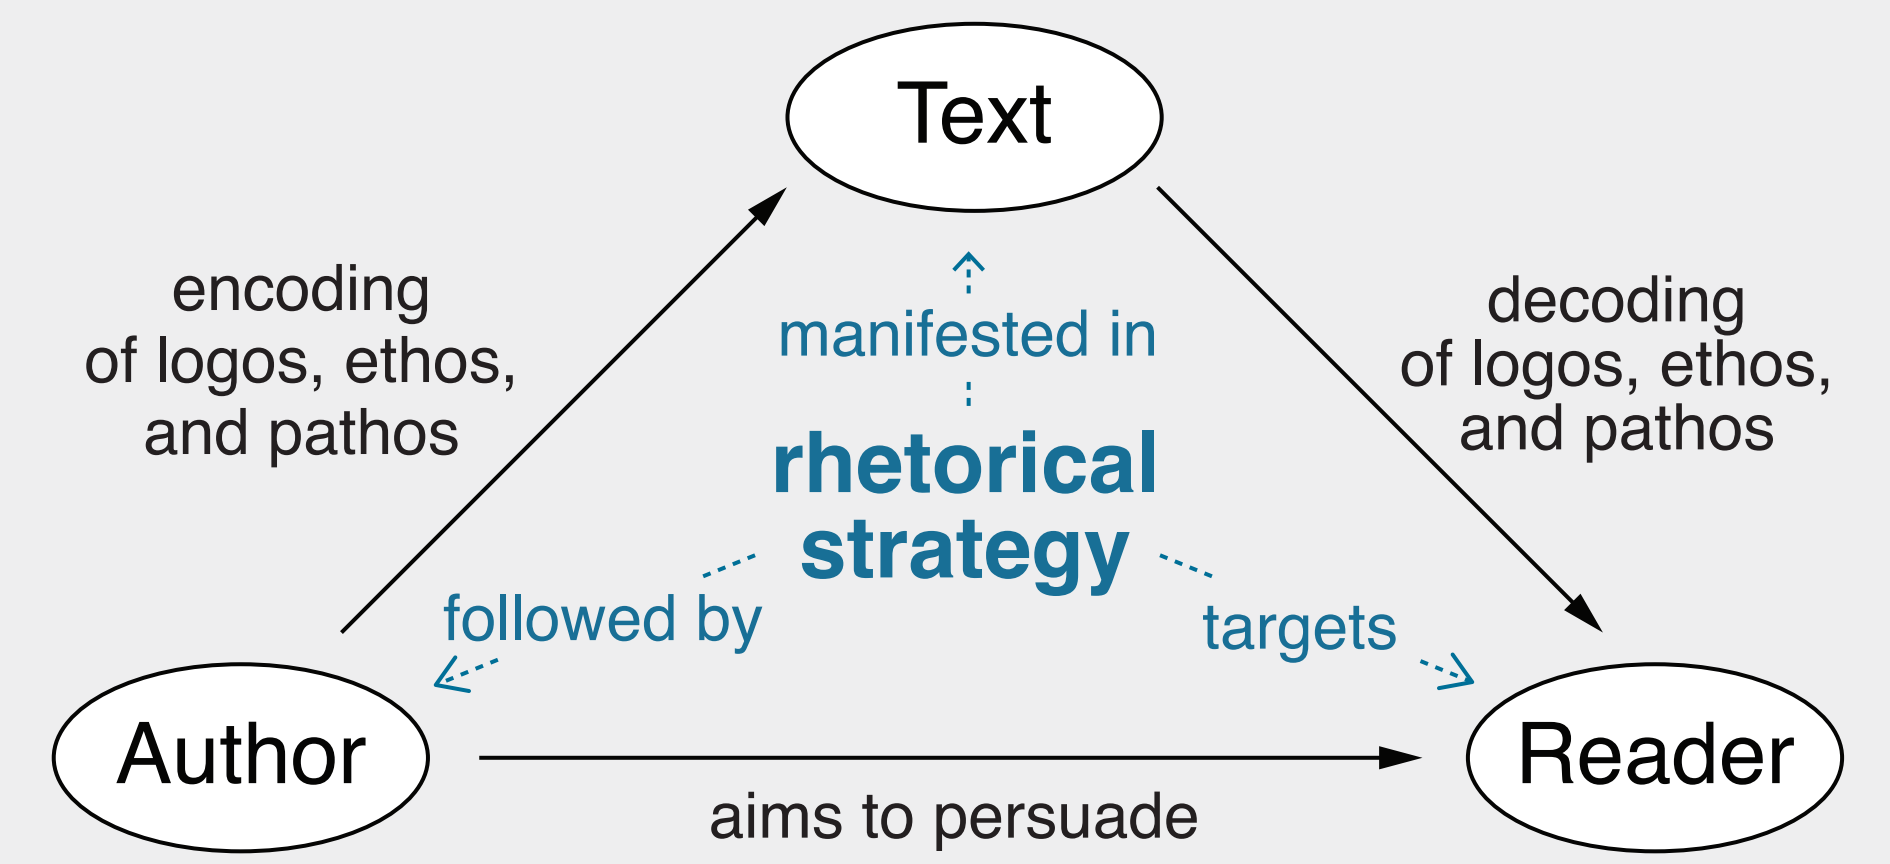 Text
encoding
of logos, ethos,
and pathos
decoding
of logos, ethos,
and pathos
manifested in
rhetorical
strategy
followed by
targets
Author
Reader
aims to persuade